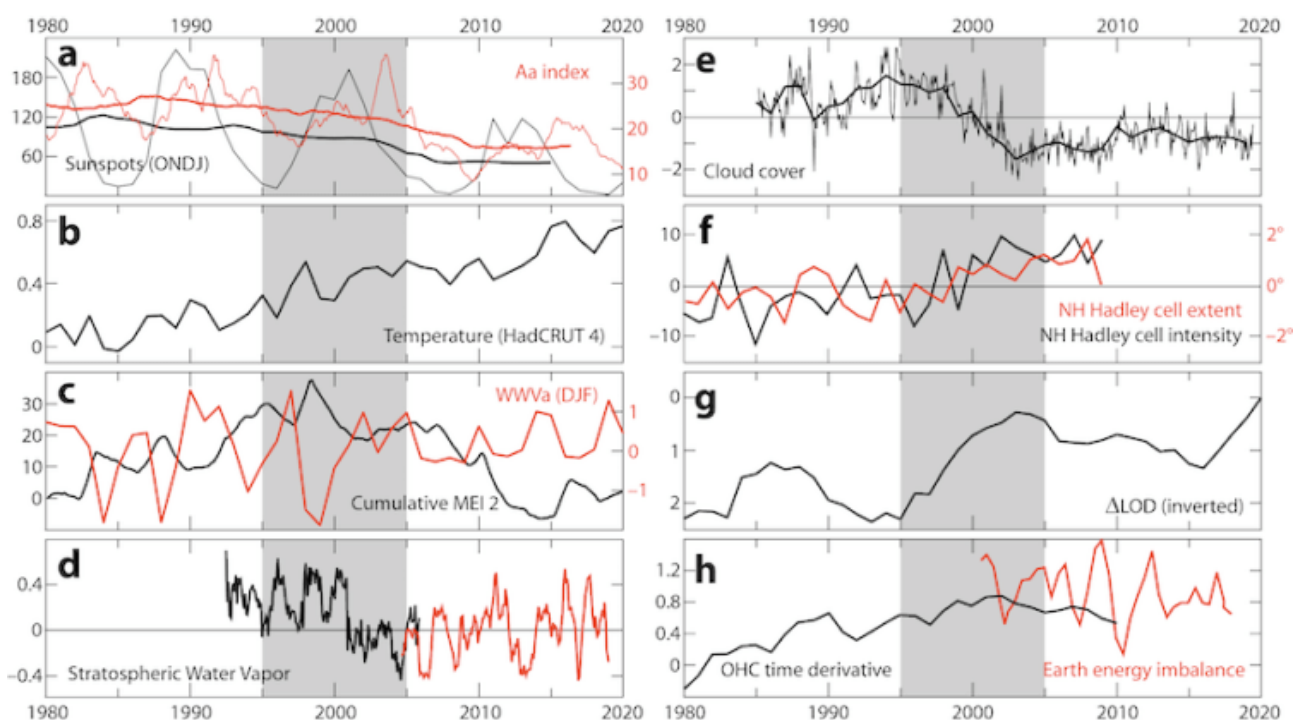 1980 1990 2000 2010 2020
1980 1990 2000 2010 2020
a
180
120
60
Aa index
30
20
10
Sunspots (ONDJ)
b
0.8
0.4
0
Temperature (HadCRUT 4)
c
30
20
10
0
WWVa (DJF)
1
0
−1
Cumulative MEI 2
d
0.4
0
−0.4
Stratospheric Water Vapor
1980 1990 2000 2010 2020
e
2
0
−2
Cloud cover
f
10
0
−10
2°
0°
−2°
NH Hadley cell extent
NH Hadley cell intensity
g
0
1
2
ΔLOD (inverted)
h
1.2
0.8
0.4
0
OHC time derivative
Earth energy imbalance
1980 1990 2000 2010 2020